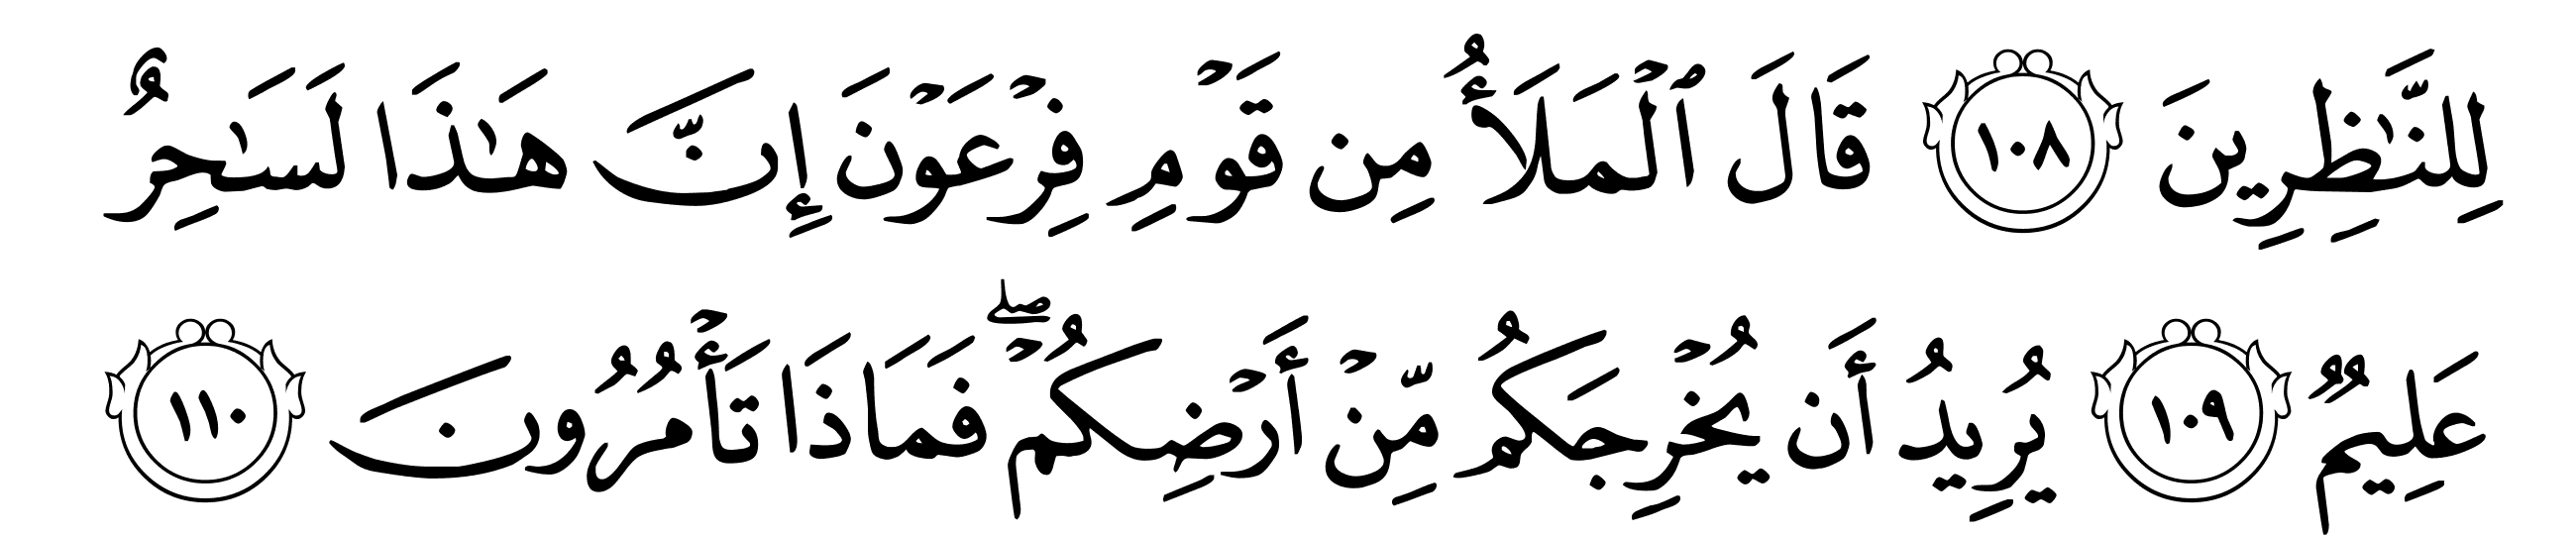 لِلنَّٰظِرِينَ ١٠٨ قَالَ ٱلْمَلَأُ مِن قَوْمِ فِرْعَوْنَ إِنَّ هَٰذَا لَسَٰحِرٌ
عَلِيمٌ ١٠٩ يُرِيدُ أَن يُخْرِجَكُم مِّنْ أَرْضِكُمْۖ فَمَاذَا تَأْمُرُونَ ١١٠